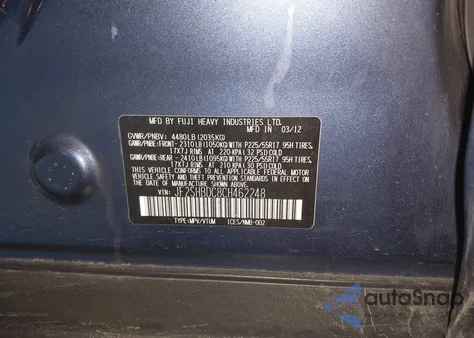 MFD. BY FUJI HEAVY INDUSTRIES LTD.
MFD. IN 03/12
GVWR/PNBV: 4480LB (2035KG)
GAWR/PNBE:FRONT- 2310LB(1050KG) WITH P225/55R17 95H TIRES,
17X7J RIMS AT 220 KPA(32 PSI)COLD
GAWR/PNBE:REAR - 2410LB(1095KG) WITH P225/55R17 95H TIRES,
17X7J RIMS AT 210 KPA(30 PSI)COLD
THIS VEHICLE CONFORMS TO ALL APPLICABLE FEDERAL
MOTOR VEHICLE SAFETY AND THEFT PREVENTION STANDARDS
IN EFFECT ON THE DATE OF MANUFACTURE SHOWN ABOVE.
VIN: JF2SHBDC8CH462248
TYPE:MPV/VTUM ICES/NMB-002
autoSnap